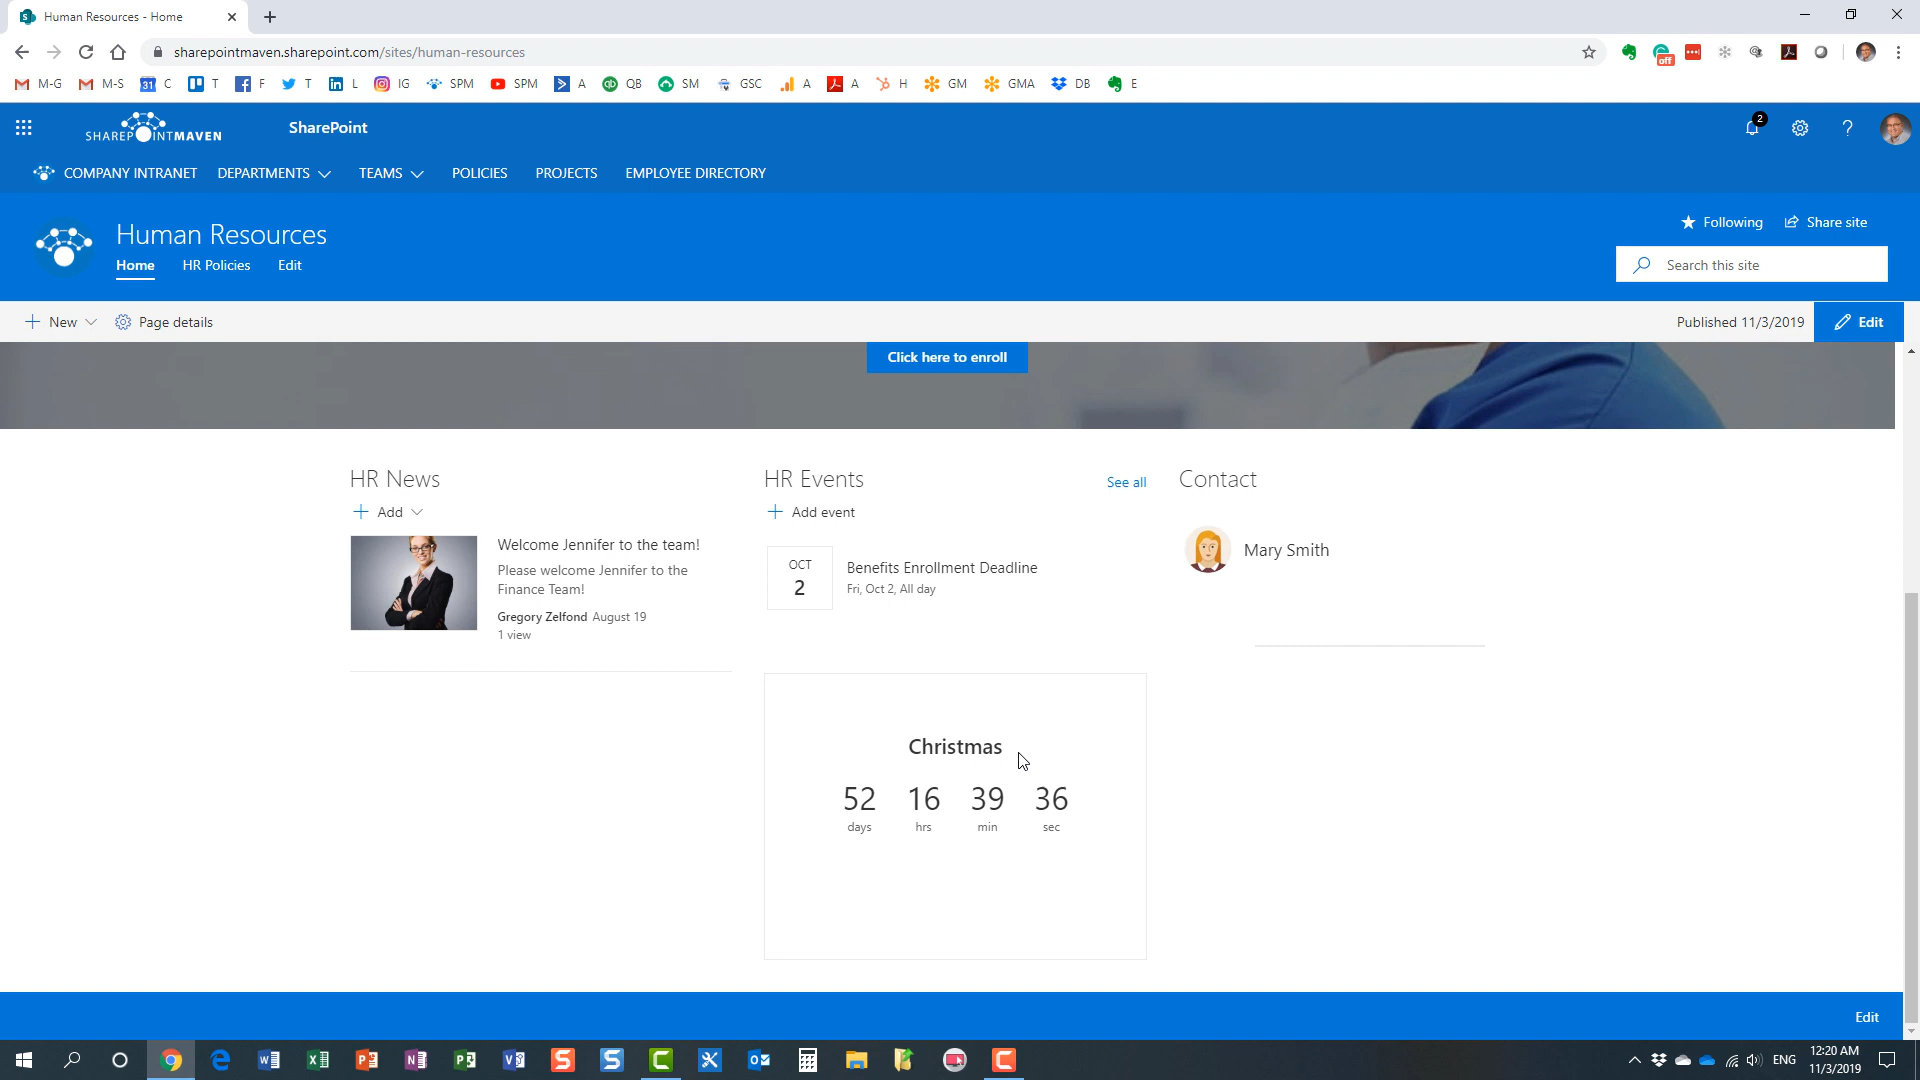 Human Resources - Home
sharepointmaven.sharepoint.com/sites/human-resources
off
M-G M-S 31 C T F T L IG SPM SPM A QB SM GSC A A H GM GMA DB E
SHAREPOINTMAVEN SharePoint 2 ?
COMPANY INTRANET DEPARTMENTS TEAMS POLICIES PROJECTS EMPLOYEE DIRECTORY
Human Resources
Following Share site
Home HR Policies Edit
Search this site
New Page details Published 11/3/2019 Edit
Click here to enroll
HR News
Add
Welcome Jennifer to the team!
Please welcome Jennifer to the
Finance Team!
Gregory Zelfond August 19
1 view
HR Events See all
Add event
OCT
2
Benefits Enrollment Deadline
Fri, Oct 2, All day
Contact
Mary Smith
Christmas
52 16 39 36
days hrs min sec
Edit
ENG
12:20 AM
11/3/2019